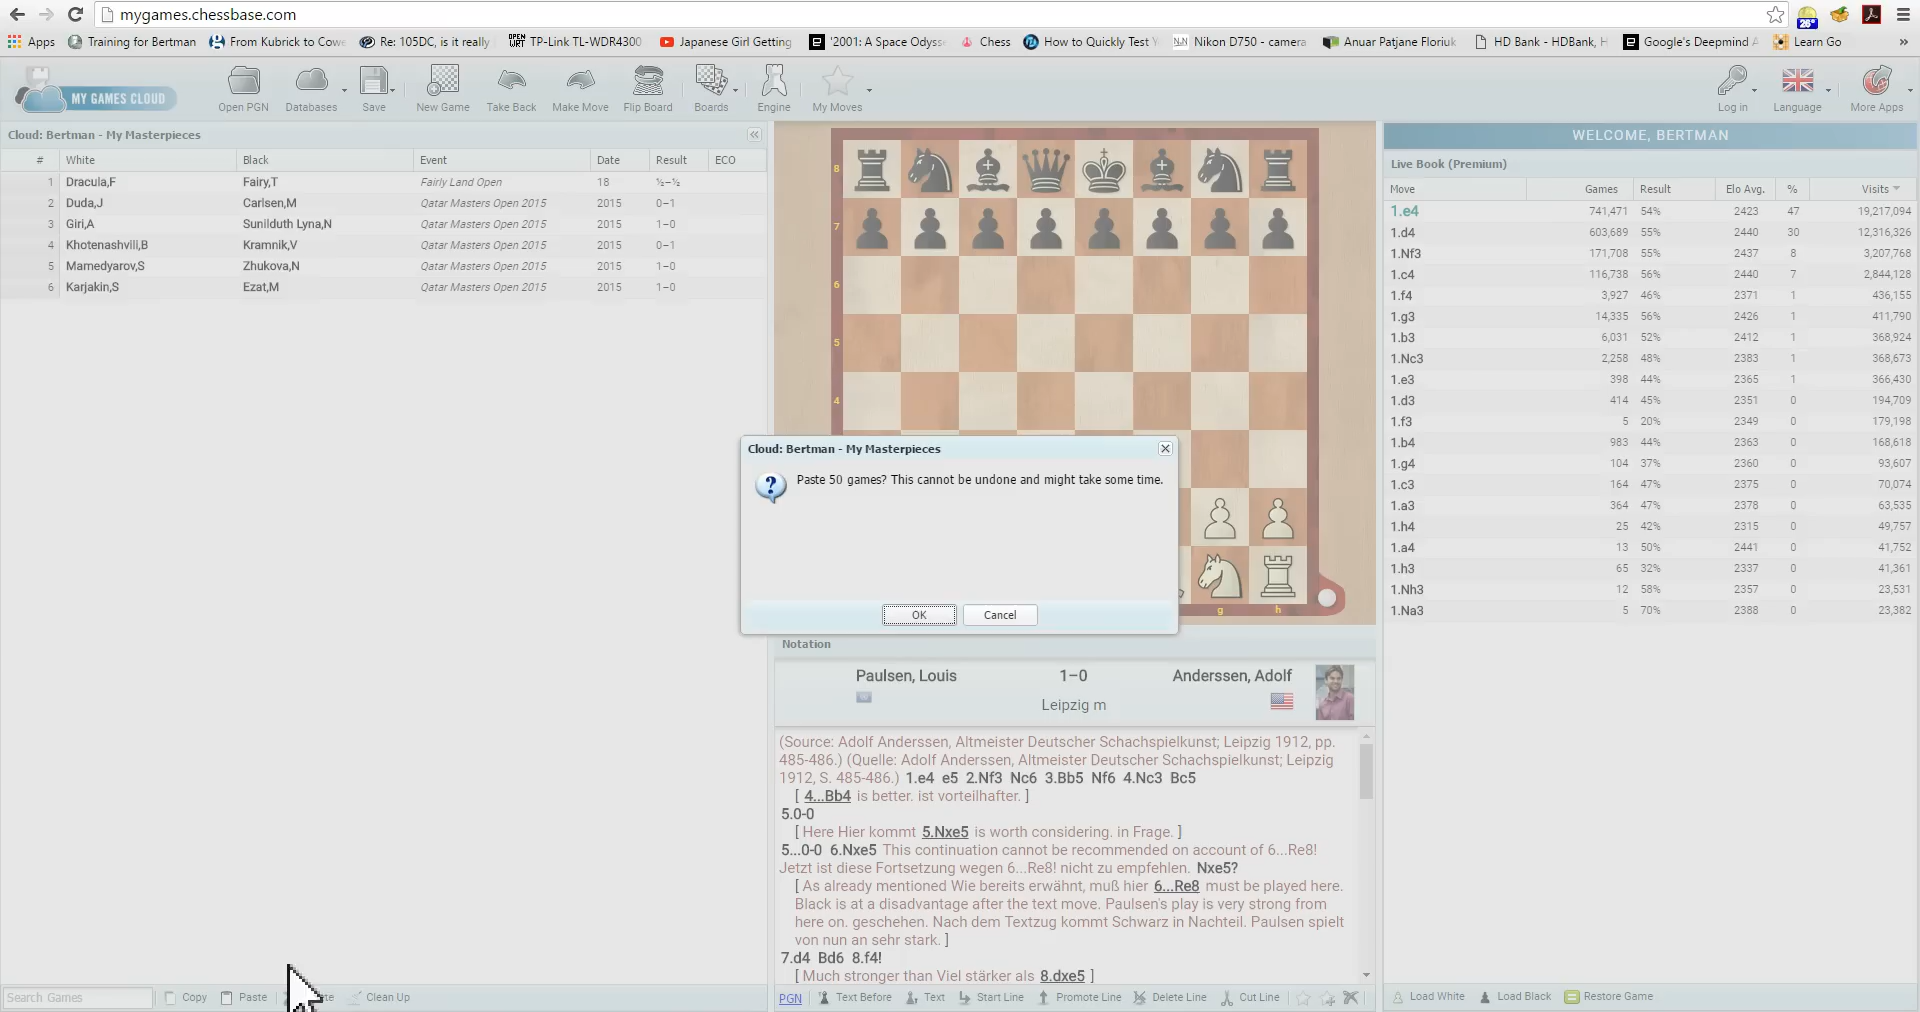 mygames.chessbase.com
26°
Apps Training for Bertman From Kubrick to Cowe Re: 105DC, is it really TP-Link TL-WDR4300 Japanese Girl Getting '2001: A Space Odysse Chess How to Quickly Test Y Nikon D750 - camera Anuar Patjane Floriuk HD Bank - HDBank, H Google's Deepmind A Learn Go »
MY GAMES CLOUD
Open PGN Databases Save New Game Take Back Make Move Flip Board Boards Engine My Moves Log in Language More Apps
Cloud: Bertman - My Masterpieces
# White Black Event Date Result ECO
1 Dracula,F Fairy,T Fairly Land Open 18 ½–½
2 Duda,J Carlsen,M Qatar Masters Open 2015 2015 0–1
3 Giri,A Sunilduth Lyna,N Qatar Masters Open 2015 2015 1–0
4 Khotenashvili,B Kramnik,V Qatar Masters Open 2015 2015 0–1
5 Mamedyarov,S Zhukova,N Qatar Masters Open 2015 2015 1–0
6 Karjakin,S Ezat,M Qatar Masters Open 2015 2015 1–0
Search Games Copy Paste Clean Up
8
7
6
5
4
g h
Cloud: Bertman - My Masterpieces
Paste 50 games? This cannot be undone and might take some time.
OK Cancel
Notation
Paulsen, Louis 1–0 Anderssen, Adolf
Leipzig m
(Source: Adolf Anderssen, Altmeister Deutscher Schachspielkunst; Leipzig 1912, pp.
485-486.) (Quelle: Adolf Anderssen, Altmeister Deutscher Schachspielkunst; Leipzig
1912, S. 485-486.) 1.e4 e5 2.Nf3 Nc6 3.Bb5 Nf6 4.Nc3 Bc5
[ 4...Bb4 is better. ist vorteilhafter. ]
5.0-0
[ Here Hier kommt 5.Nxe5 is worth considering. in Frage. ]
5...0-0 6.Nxe5 This continuation cannot be recommended on account of 6...Re8!
Jetzt ist diese Fortsetzung wegen 6...Re8! nicht zu empfehlen. Nxe5?
[ As already mentioned Wie bereits erwähnt, muß hier 6...Re8 must be played here.
Black is at a disadvantage after the text move. Paulsen's play is very strong from
here on. geschehen. Nach dem Textzug kommt Schwarz in Nachteil. Paulsen spielt
von nun an sehr stark. ]
7.d4 Bd6 8.f4!
[ Much stronger than Viel stärker als 8.dxe5 ]
PGN Text Before Text Start Line Promote Line Delete Line Cut Line
WELCOME, BERTMAN
Live Book (Premium)
Move Games Result Elo Avg. % Visits
1.e4 741,471 54% 2423 47 19,217,094
1.d4 603,689 55% 2440 30 12,316,326
1.Nf3 171,708 55% 2437 8 3,207,768
1.c4 116,738 56% 2440 7 2,844,128
1.f4 3,927 46% 2371 1 436,155
1.g3 14,335 56% 2426 1 411,790
1.b3 6,031 52% 2412 1 368,924
1.Nc3 2,258 48% 2383 1 368,673
1.e3 398 44% 2365 1 366,430
1.d3 414 45% 2351 0 194,709
1.f3 5 20% 2349 0 179,198
1.b4 983 44% 2363 0 168,618
1.g4 104 37% 2360 0 93,607
1.c3 164 47% 2375 0 70,074
1.a3 364 47% 2378 0 63,535
1.h4 25 42% 2315 0 49,757
1.a4 13 50% 2441 0 41,752
1.h3 65 32% 2337 0 41,361
1.Nh3 12 58% 2357 0 23,531
1.Na3 5 70% 2388 0 23,382
Load White Load Black Restore Game